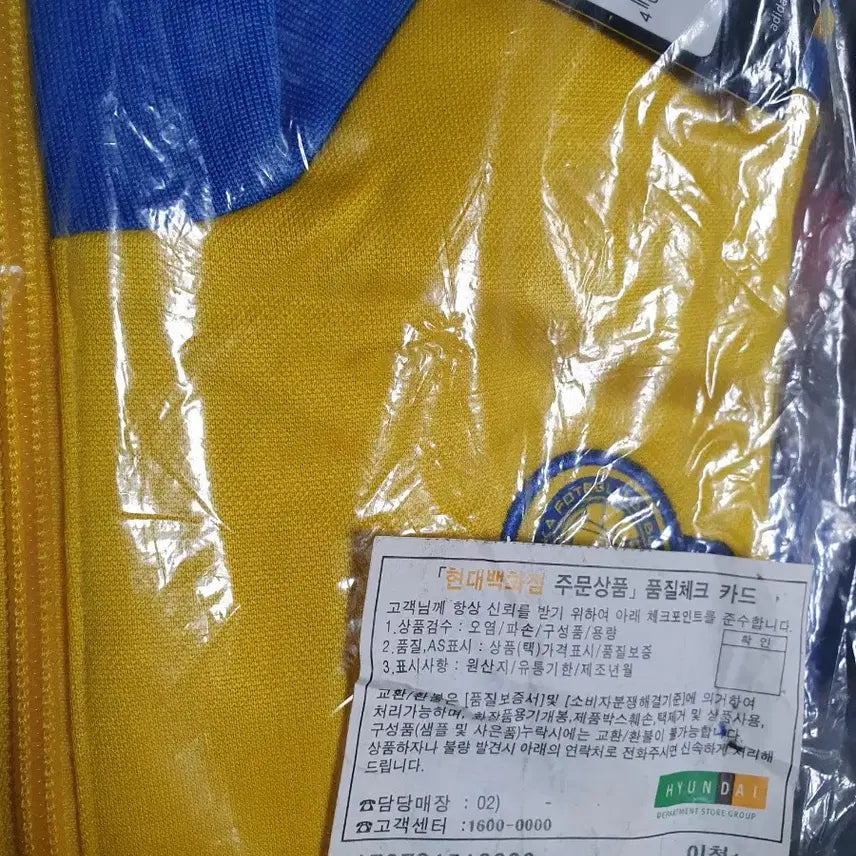 adidas
「현대백화점 주문상품」 품질체크 카드
고객님께 항상 신뢰를 받기 위하여 아래 체크포인트를 준수합니다.
1.상품검수 : 오염/파손/구성품/용량
확 인
2.품질,AS표시 : 상품(택)가격표시/품질보증
3.표시사항 : 원산지/유통기한/제조년월
교환/환불은 [품질보증서]및 [소비자분쟁해결기준]에 의거하여
처리가능하며, 화장품용기개봉,제품박스훼손,택제거 및 상품사용,
구성품(샘플 및 사은품)누락시에는 교환/환불이 불가능합니다.
상품하자나 불량 발견시 아래의 연락처로 전화주시면 신속하게 처리해
드립니다.
HYUNDAI
DEPARTMENT STORE GROUP
☎담당매장 : 02) -
☎고객센터 :1600-0000